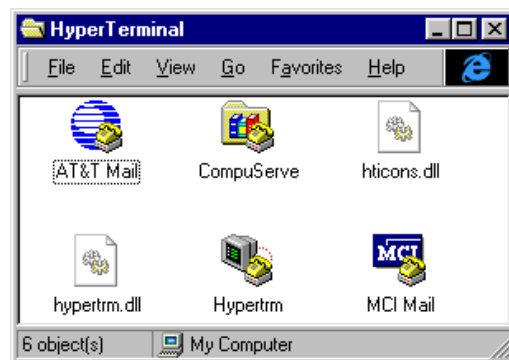 HyperTerminal
File Edit View Go Favorites Help
AT&T Mail CompuServe hticons.dll
MCI
hypertrm.dll Hypertrm MCI Mail
6 object(s) My Computer